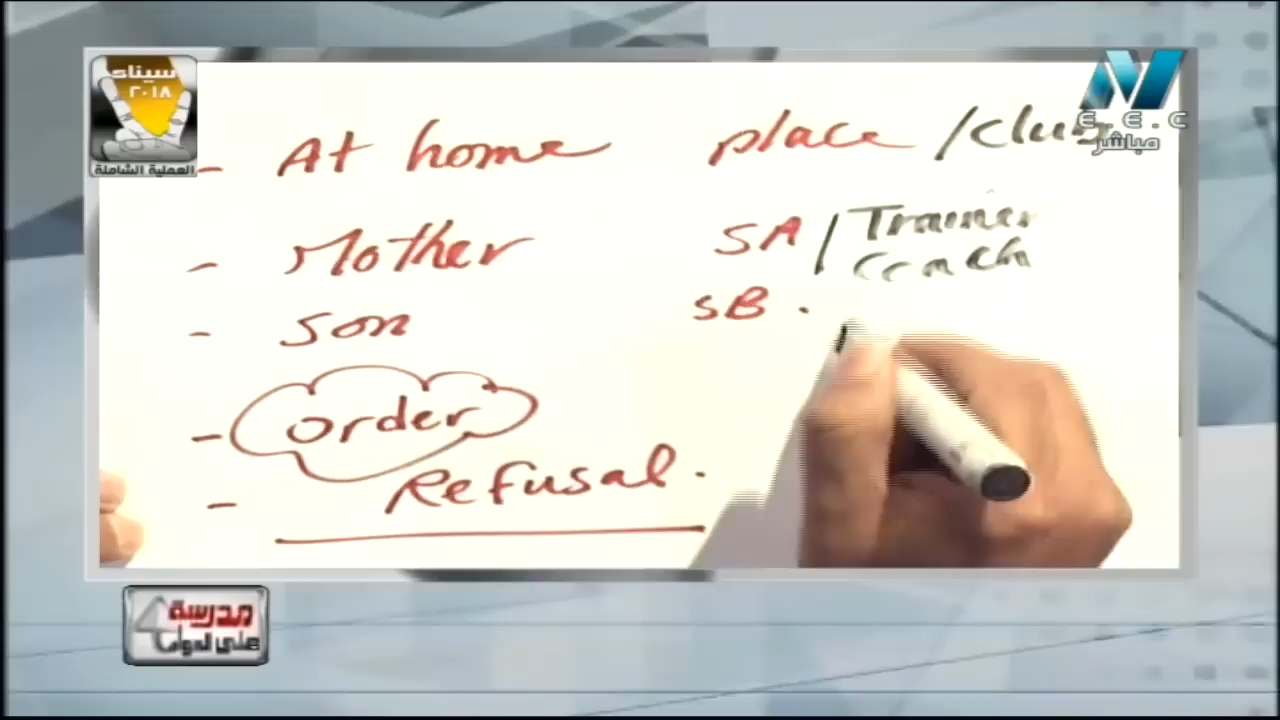 سيناء
٢٠١٨
العملية الشاملة
E.E.C
مباشر
- At home place / Club
- Mother SA / Trainer
Coach
- Son SB .
- order
- Refusal.
مدرسة
على الهواء
4